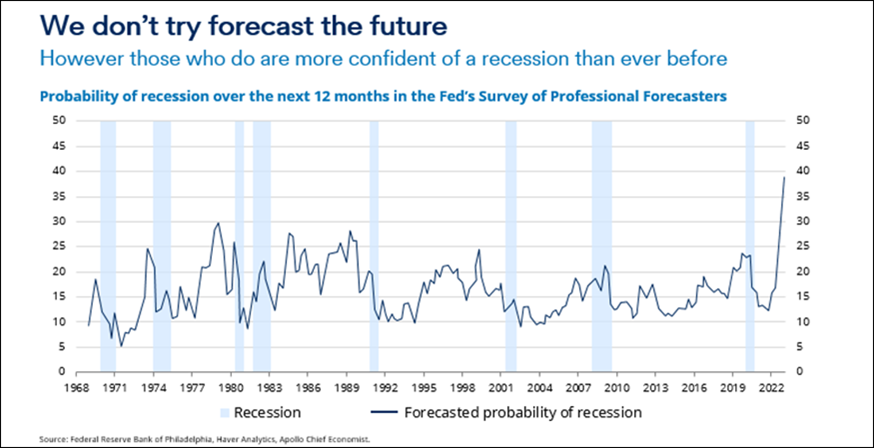 We don't try forecast the future
However those who do are more confident of a recession than ever before
Probability of recession over the next 12 months in the Fed's Survey of Professional Forecasters
50 50
45 45
40 40
35 35
30 30
25 25
20 20
15 15
10 10
5 5
0 0
1968 1971 1974 1977 1980 1983 1986 1989 1992 1995 1998 2001 2004 2007 2010 2013 2016 2019 2022
Recession Forecasted probability of recession
Source: Federal Reserve Bank of Philadelphia, Haver Analytics, Apollo Chief Economist.